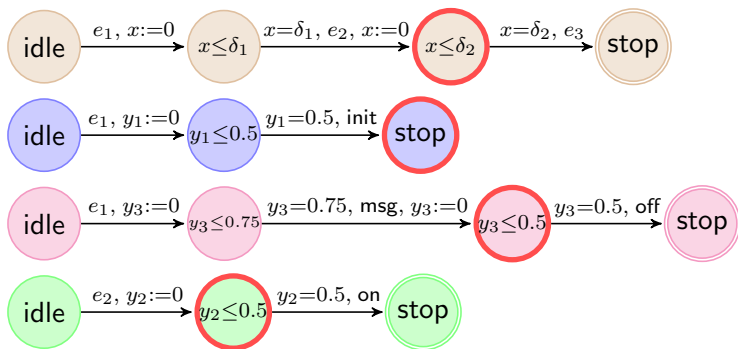 e₁, x:=0 x=δ₁, e₂, x:=0 x=δ₂, e₃
idle x≤δ₁ x≤δ₂ stop
e₁, y₁:=0 y₁=0.5, init
idle y₁≤0.5 stop
e₁, y₃:=0 y₃=0.75, msg, y₃:=0 y₃=0.5, off
idle y₃≤0.75 y₃≤0.5 stop
e₂, y₂:=0 y₂=0.5, on
idle y₂≤0.5 stop